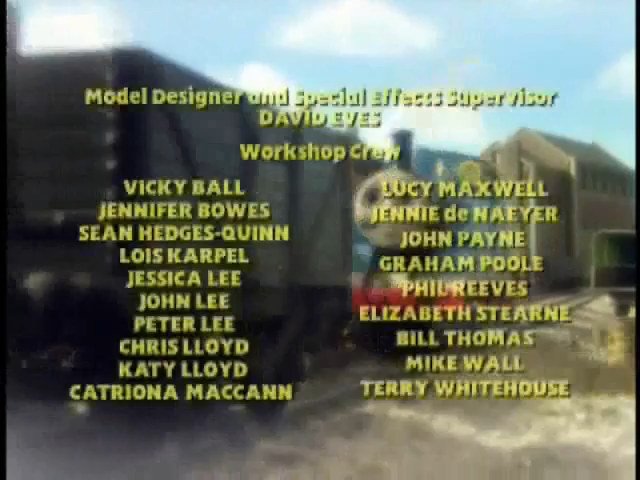 Model Designer and Special Effects Supervisor
DAVID EVES
Workshop Crew
VICKY BALL
JENNIFER BOWES
SEAN HEDGES-QUINN
LOIS KARPEL
JESSICA LEE
JOHN LEE
PETER LEE
CHRIS LLOYD
KATY LLOYD
CATRIONA MACCANN
LUCY MAXWELL
JENNIE de NAEYER
JOHN PAYNE
GRAHAM POOLE
PHIL REEVES
ELIZABETH STEARNE
BILL THOMAS
MIKE WALL
TERRY WHITEHOUSE